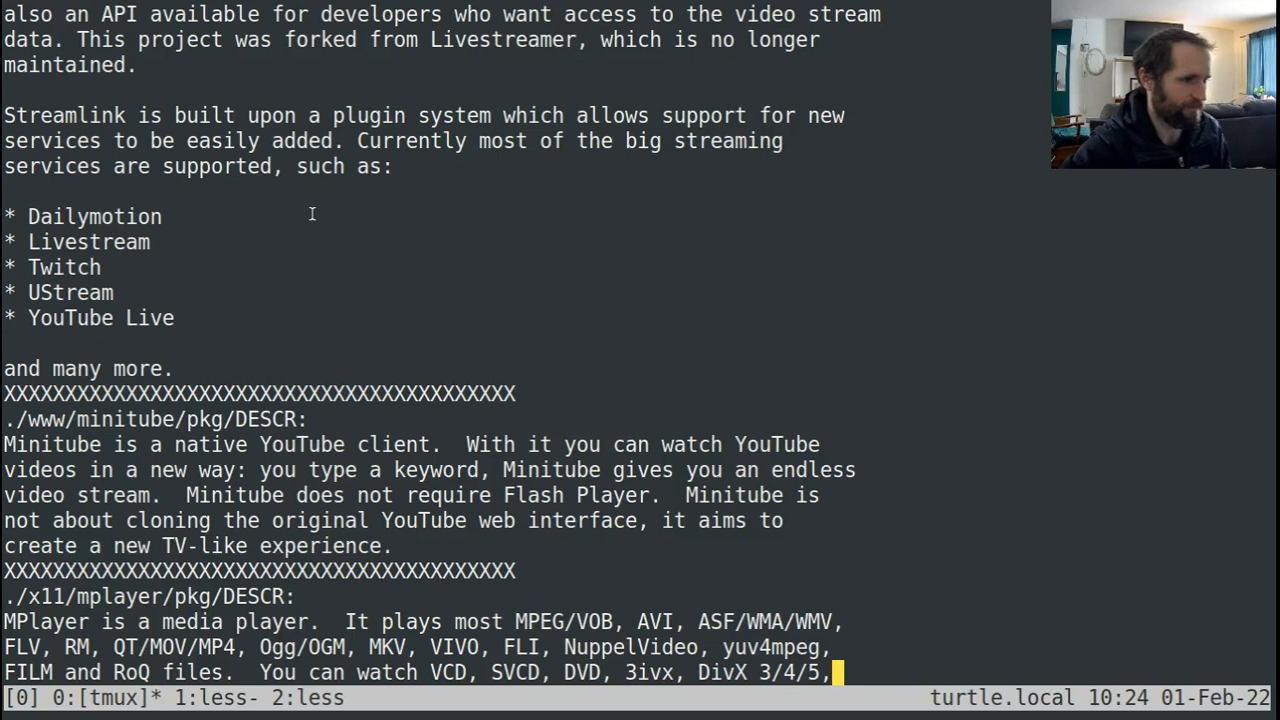 also an API available for developers who want access to the video stream
data. This project was forked from Livestreamer, which is no longer
maintained.
Streamlink is built upon a plugin system which allows support for new
services to be easily added. Currently most of the big streaming
services are supported, such as:
* Dailymotion
* Livestream
* Twitch
* UStream
* YouTube Live
and many more.
XXXXXXXXXXXXXXXXXXXXXXXXXXXXXXXXXXXXXXXXXX
./www/minitube/pkg/DESCR:
Minitube is a native YouTube client.  With it you can watch YouTube
videos in a new way: you type a keyword, Minitube gives you an endless
video stream.  Minitube does not require Flash Player.  Minitube is
not about cloning the original YouTube web interface, it aims to
create a new TV-like experience.
XXXXXXXXXXXXXXXXXXXXXXXXXXXXXXXXXXXXXXXXXX
./x11/mplayer/pkg/DESCR:
MPlayer is a media player.  It plays most MPEG/VOB, AVI, ASF/WMA/WMV,
FLV, RM, QT/MOV/MP4, Ogg/OGM, MKV, VIVO, FLI, NuppelVideo, yuv4mpeg,
FILM and RoQ files.  You can watch VCD, SVCD, DVD, 3ivx, DivX 3/4/5,
[0] 0:[tmux]* 1:less- 2:less turtle.local 10:24 01-Feb-22